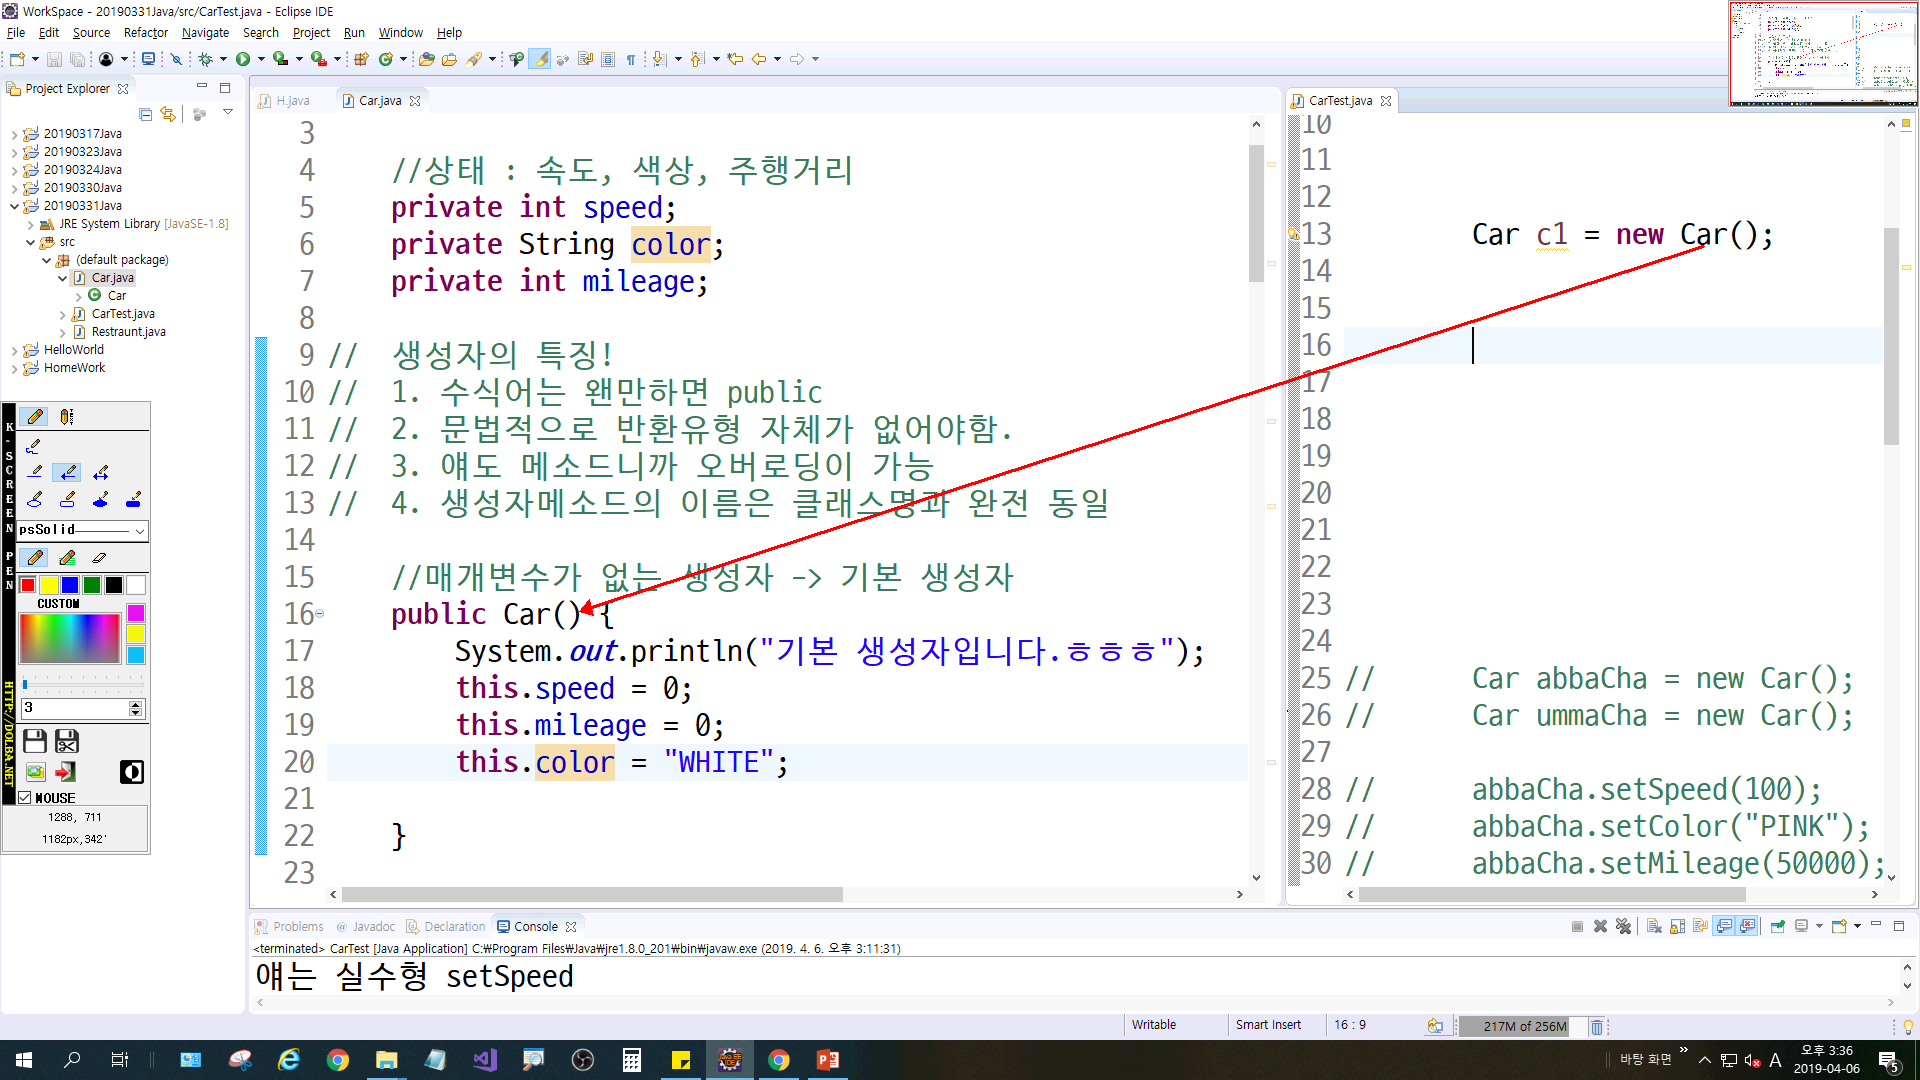 WorkSpace - 20190331Java/src/CarTest.java - Eclipse IDE
File Edit Source Refactor Navigate Search Project Run Window Help
Project Explorer
20190317Java
20190323Java
20190324Java
20190330Java
20190331Java
JRE System Library [JavaSE-1.8]
src
(default package)
Car.java
Car
CarTest.java
Restraunt.java
HelloWorld
HomeWork
K-SCREEN PEN
HTTP://DOLBA.NET
psSolid
CUSTOM
3
MOUSE
1288, 711
1182px,342'
H.java
Car.java
3
4 //상태 : 속도, 색상, 주행거리
5 private int speed;
6 private String color;
7 private int mileage;
8
9 // 생성자의 특징!
10 // 1. 수식어는 왠만하면 public
11 // 2. 문법적으로 반환유형 자체가 없어야함.
12 // 3. 얘도 메소드니까 오버로딩이 가능
13 // 4. 생성자메소드의 이름은 클래스명과 완전 동일
14
15 //매개변수가 없는 생성자 -> 기본 생성자
16 public Car() {
17 System.out.println("기본 생성자입니다.ㅎㅎㅎ");
18 this.speed = 0;
19 this.mileage = 0;
20 this.color = "WHITE";
21
22 }
23
CarTest.java
10
11
12
13 Car c1 = new Car();
14
15
16
17
18
19
20
21
22
23
24
25 // Car abbaCha = new Car();
26 // Car ummaCha = new Car();
27
28 // abbaCha.setSpeed(100);
29 // abbaCha.setColor("PINK");
30 // abbaCha.setMileage(50000);
Problems @ Javadoc Declaration Console
<terminated> CarTest [Java Application] C:₩Program Files₩Java₩jre1.8.0_201₩bin₩javaw.exe (2019. 4. 6. 오후 3:11:31)
얘는 실수형 setSpeed
Writable
Smart Insert
16 : 9
217M of 256M
바탕 화면
A
오후 3:36
2019-04-06
5